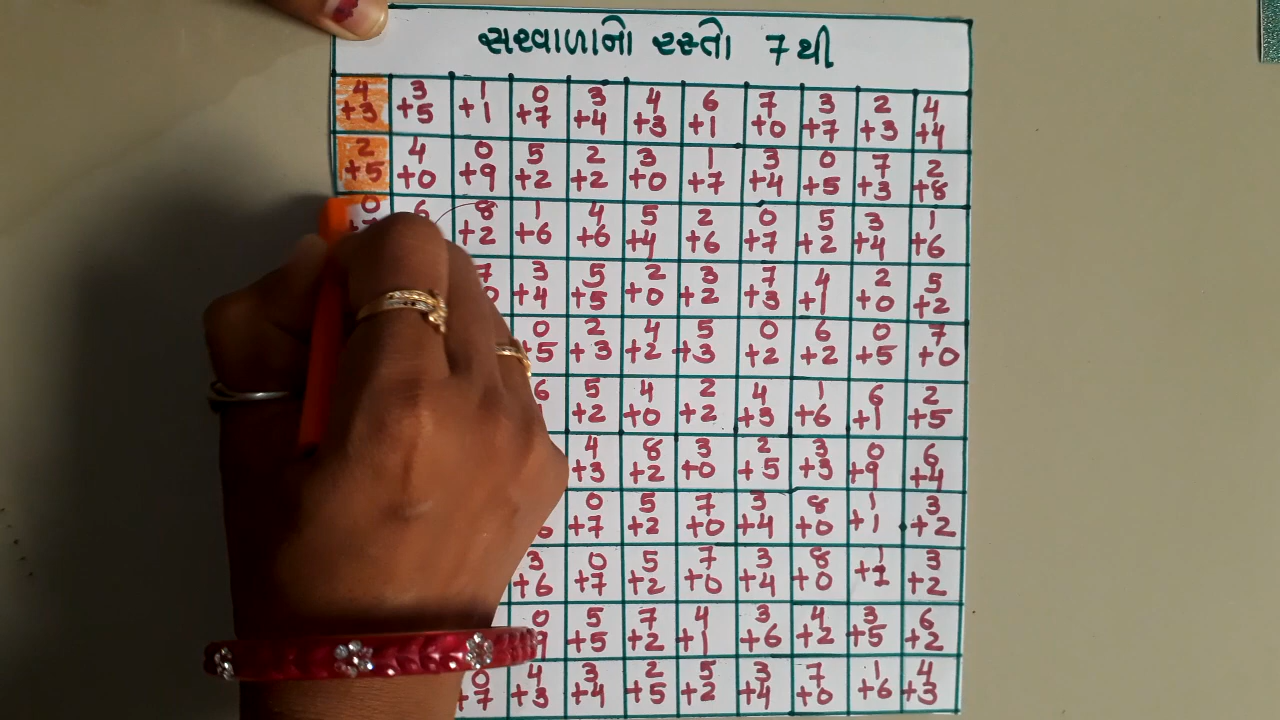 સરવાળાનો રસ્તો 7 થી
4 3 1 0 3 4 6 7 3 2 4
+3 +5 +1 +7 +4 +3 +1 +0 +7 +3 +4
2 4 0 5 2 3 1 3 0 7 2
+5 +0 +9 +2 +2 +0 +7 +4 +5 +3 +8
0 6 8 1 4 5 2 0 5 3 1
+2 +6 +6 +4 +6 +7 +2 +4 +6
7 3 5 2 3 7 4 2 5
+4 +5 +0 +2 +3 +1 +0 +2
0 2 4 5 0 6 0 7
+5 +3 +2 +3 +2 +2 +5 +0
6 5 4 2 4 1 6 2
+2 +0 +2 +3 +6 +1 +5
4 8 3 2 3 0 6
+3 +2 +0 +5 +3 +9 +4
0 5 7 3 8 1 3
+7 +2 +0 +4 +0 +1 +2
3 0 5 7 3 8 1 3
+6 +7 +2 +0 +4 +0 +1 +2
0 5 7 4 3 4 3 6
9 +5 +2 +1 +6 +2 +5 +2
0 4 3 2 5 3 7 1 4
+7 +3 +4 +5 +2 +4 +0 +6 +3